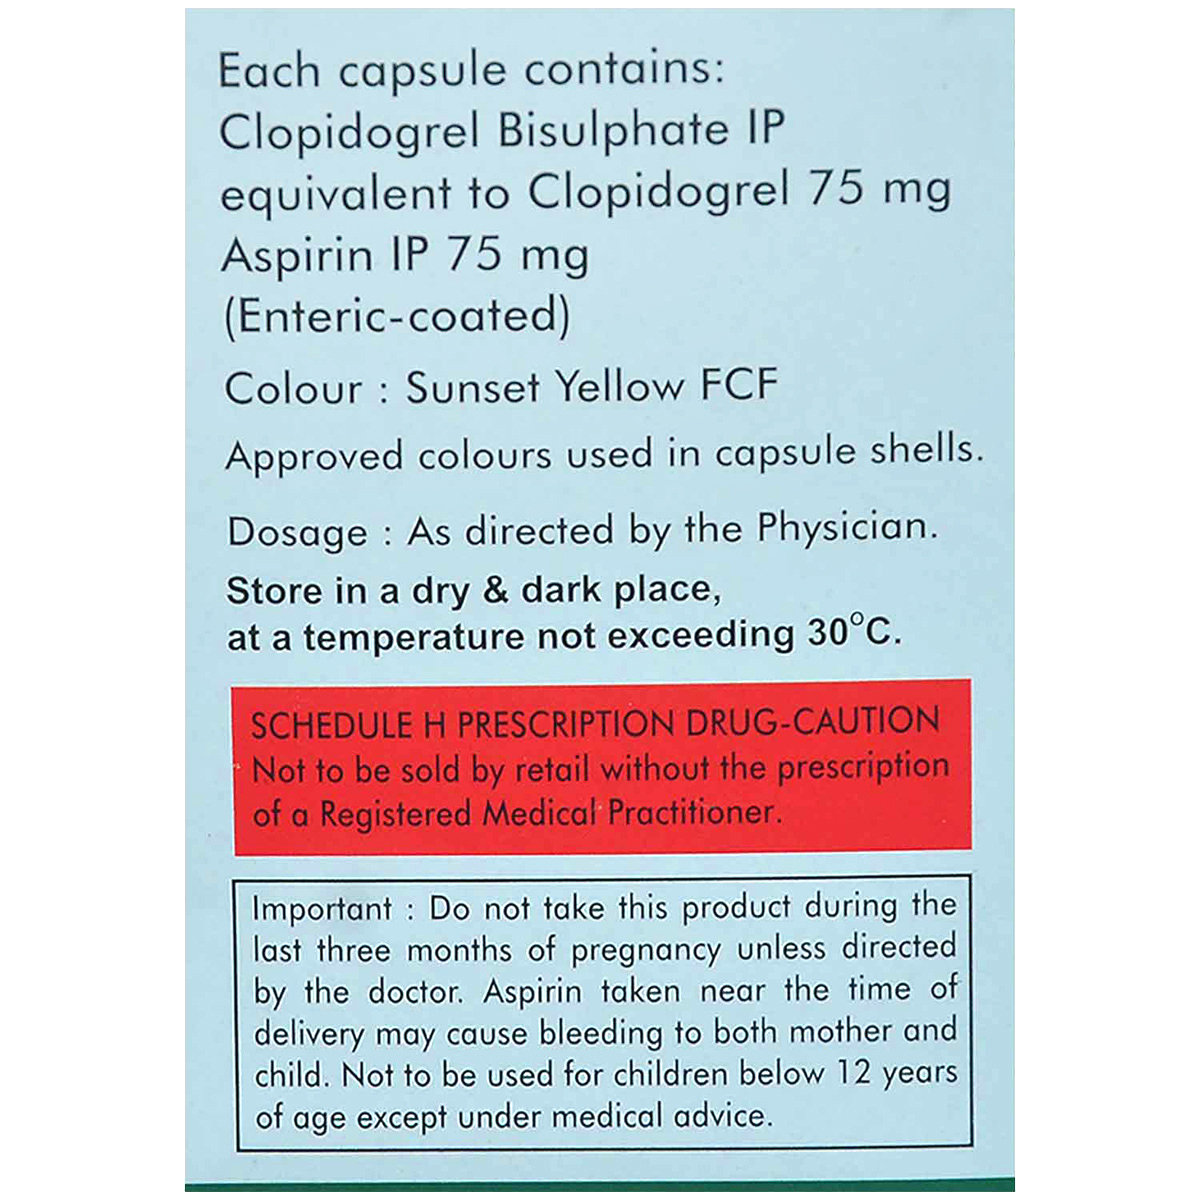 Each capsule contains:
Clopidogrel Bisulphate IP
equivalent to Clopidogrel 75 mg
Aspirin IP 75 mg
(Enteric-coated)
Colour : Sunset Yellow FCF
Approved colours used in capsule shells.
Dosage : As directed by the Physician.
Store in a dry & dark place,
at a temperature not exceeding 30°C.
SCHEDULE H PRESCRIPTION DRUG-CAUTION
Not to be sold by retail without the prescription
of a Registered Medical Practitioner.
Important : Do not take this product during the
last three months of pregnancy unless directed
by the doctor. Aspirin taken near the time of
delivery may cause bleeding to both mother and
child. Not to be used for children below 12 years
of age except under medical advice.